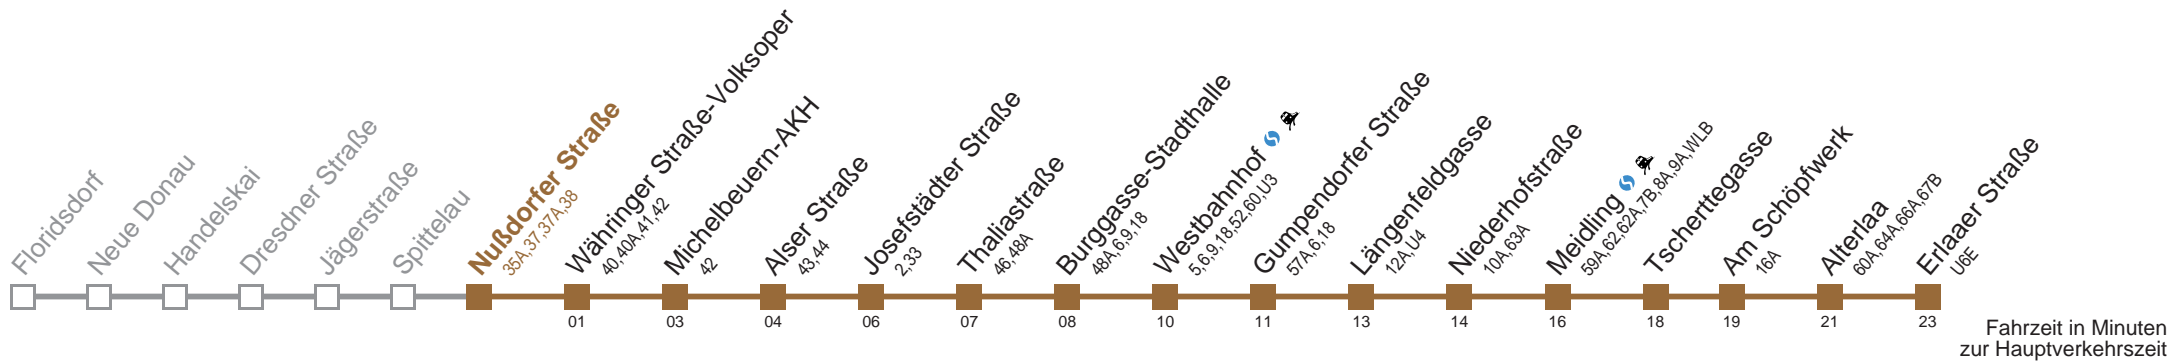 Floridsdorf
Neue Donau
Handelskai
Dresdner Straße
Jägerstraße
Spittelau
Nußdorfer Straße
35A,37,37A,38
Währinger Straße-Volksoper
40,40A,41,42
Michelbeuern-AKH
42
Alser Straße
43,44
Josefstädter Straße
2,33
Thaliastraße
46,48A
Burggasse-Stadthalle
48A,6,9,18
Westbahnhof
5,6,9,18,52,60,U3
Gumpendorfer Straße
57A,6,18
Längenfeldgasse
12A,U4
Niederhofstraße
10A,63A
Meidling
59A,62,62A,7B,8A,9A,WLB
Tscherttegasse
Am Schöpfwerk
16A
Alterlaa
60A,64A,66A,67B
Erlaaer Straße
U6E
01 03 04 06 07 08 10 11 13 14 16 18 19 21 23
Fahrzeit in Minuten
zur Hauptverkehrszeit